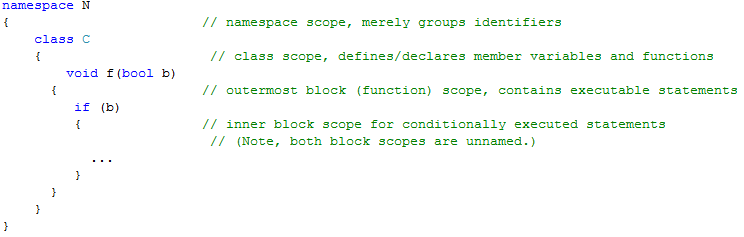 namespace N
{ // namespace scope, merely groups identifiers
class C
{ // class scope, defines/declares member variables and functions
void f(bool b)
{ // outermost block (function) scope, contains executable statements
if (b)
{ // inner block scope for conditionally executed statements
// (Note, both block scopes are unnamed.)
...
}
}
}
}